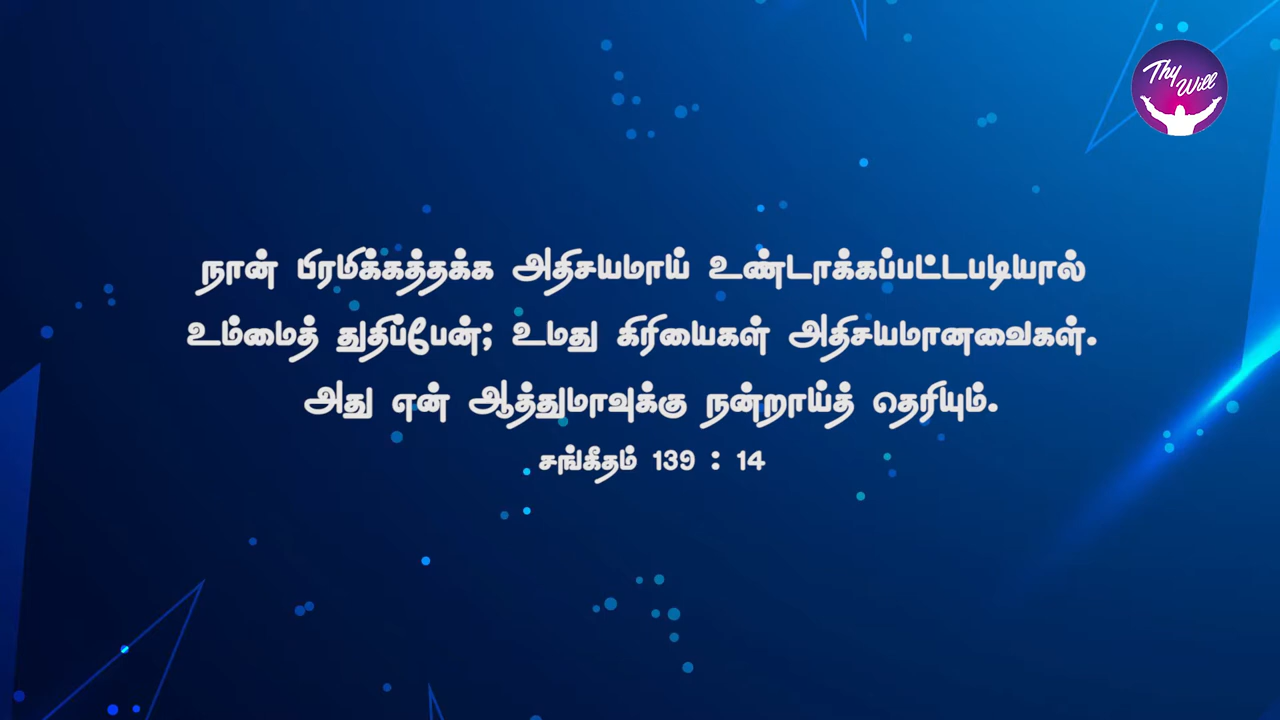 Thy Will
நான் பிரமிக்கத்தக்க அதிசயமாய் உண்டாக்கப்பட்டபடியால்
உம்மைத் துதிப்பேன்; உமது கிரியைகள் அதிசயமானவைகள்.
அது என் ஆத்துமாவுக்கு நன்றாய்த் தெரியும்.
சங்கீதம் 139 : 14